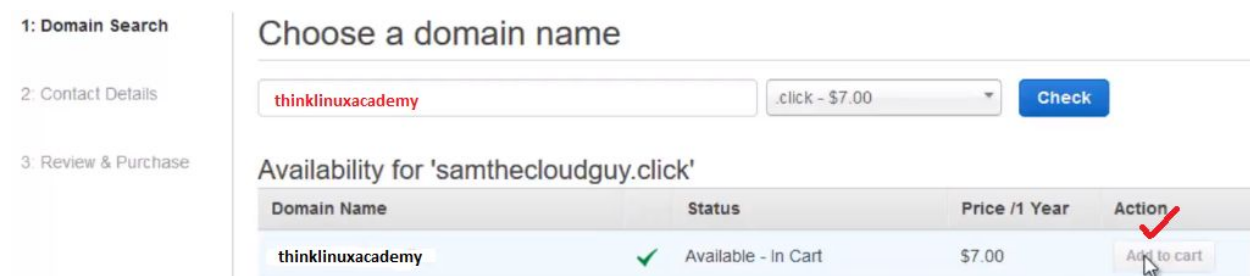 1: Domain Search
Choose a domain name
2: Contact Details
thinklinuxacademy
.click - $7.00
Check
3: Review & Purchase
Availability for 'samthecloudguy.click'
Domain Name Status Price /1 Year Action
thinklinuxacademy Available - In Cart $7.00 Add to cart